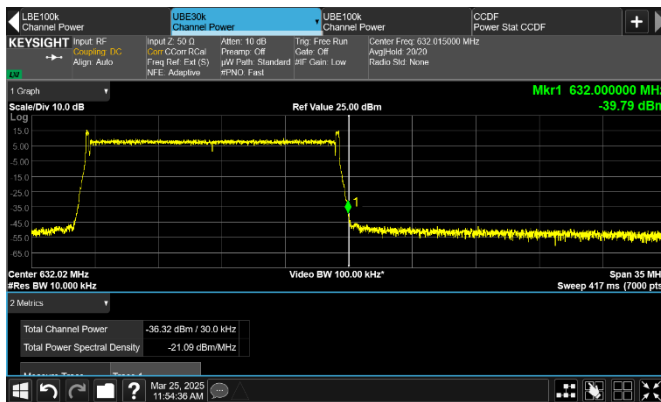 LBE100k
Channel Power
UBE30k
Channel Power
UBE100k
Channel Power
CCDF
Power Stat CCDF
KEYSIGHT
Input: RF
Coupling: DC
Align: Auto
Input Z: 50 Ω
Corr CCorr RCal
Freq Ref: Ext (S)
NFE: Adaptive
Atten: 10 dB
Preamp: Off
µW Path: Standard
#PNO: Fast
Trig: Free Run
Gate: Off
#IF Gain: Low
Center Freq: 632.015000 MHz
Avg|Hold: 20/20
Radio Std: None
LXI
1 Graph
Mkr1 632.000000 MHz
Scale/Div 10.0 dB
Ref Value 25.00 dBm
-39.79 dBm
Log
15.0
5.00
-5.00
-15.0
-25.0
-35.0
-45.0
-55.0
-65.0
1
Center 632.02 MHz
Video BW 100.00 kHz*
Span 35 MH
#Res BW 10.000 kHz
Sweep 417 ms (7000 pts
2 Metrics
Total Channel Power
-36.32 dBm / 30.0 kHz
Total Power Spectral Density
-21.09 dBm/MHz
Measure Trace
Trace 1
?
Mar 25, 2025
11:54:36 AM